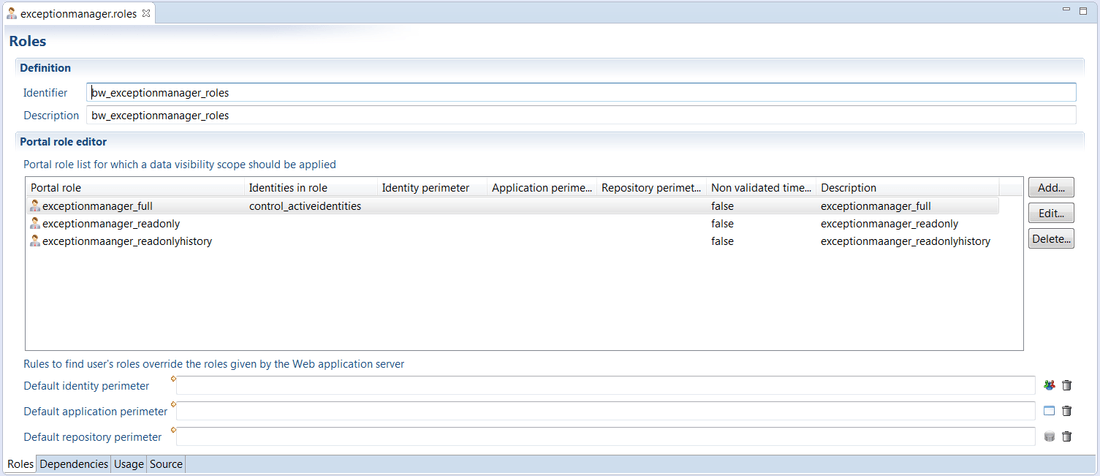 exceptionmanager.roles
Roles
Definition
Identifier bw_exceptionmanager_roles
Description bw_exceptionmanager_roles
Portal role editor
Portal role list for which a data visibility scope should be applied
Portal role Identities in role Identity perimeter Application perime... Repository perimet... Non validated time... Description
exceptionmanager_full control_activeidentities false exceptionmanager_full
exceptionmanager_readonly false exceptionmanager_readonly
exceptionmaanger_readonlyhistory false exceptionmaanger_readonlyhistory
Add...
Edit...
Delete...
Rules to find user's roles override the roles given by the Web application server
Default identity perimeter
Default application perimeter
Default repository perimeter
Roles Dependencies Usage Source